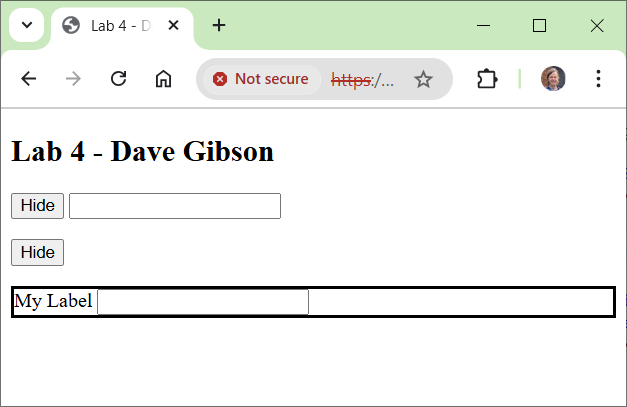 Lab 4 - D
Not secure https:/...
Lab 4 - Dave Gibson
Hide
Hide
My Label